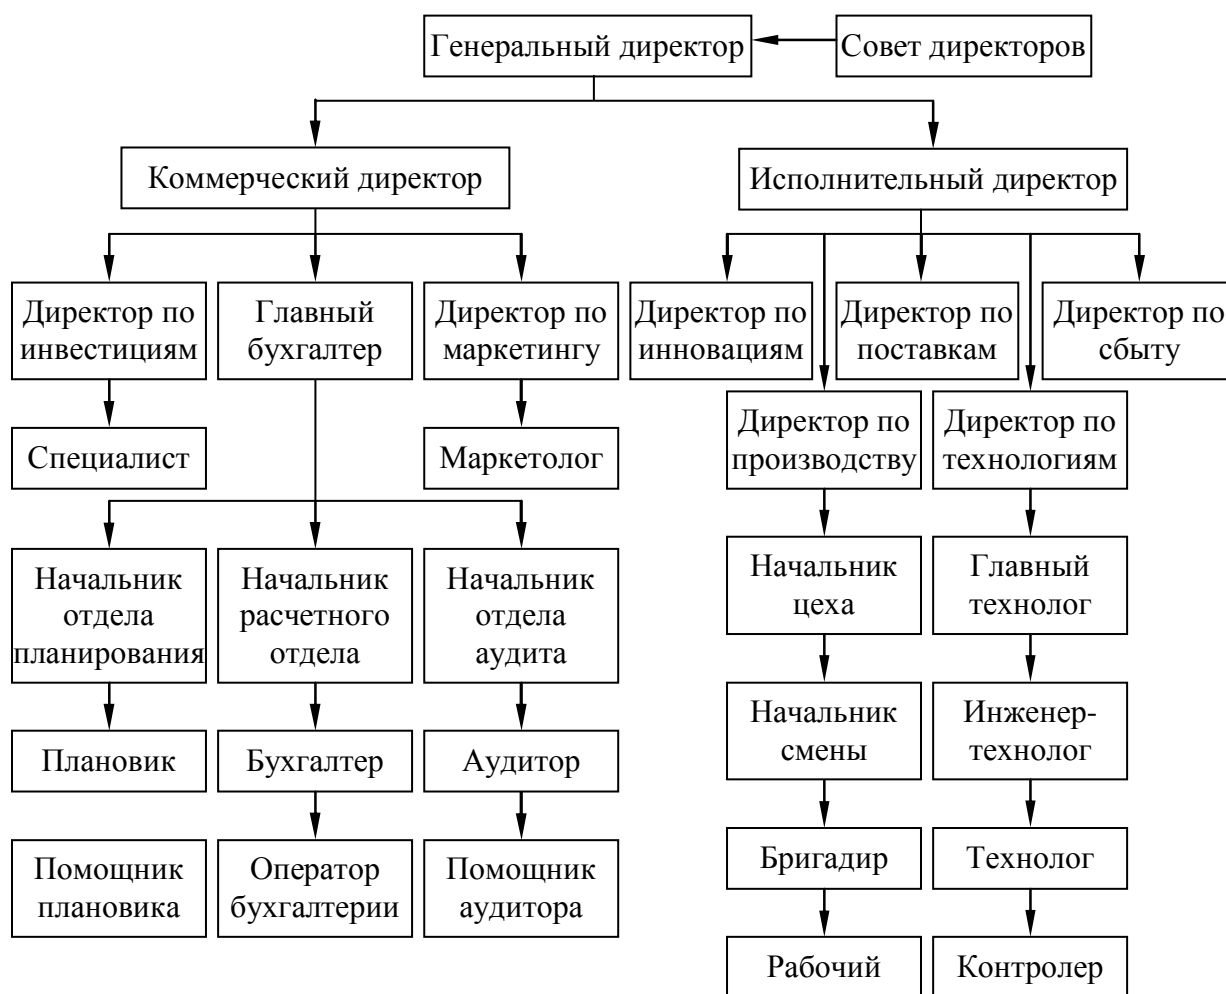 Генеральный директор
Совет директоров
Коммерческий директор
Исполнительный директор
Директор по
инвестициям
Главный
бухгалтер
Директор по
маркетингу
Директор по
инновациям
Директор по
поставкам
Директор по
сбыту
Специалист
Маркетолог
Директор по
производству
Директор по
технологиям
Начальник
отдела
планирования
Начальник
расчетного
отдела
Начальник
отдела
аудита
Начальник
цеха
Главный
технолог
Плановик
Бухгалтер
Аудитор
Начальник
смены
Инженер-
технолог
Помощник
плановика
Оператор
бухгалтерии
Помощник
аудитора
Бригадир
Технолог
Рабочий
Контролер